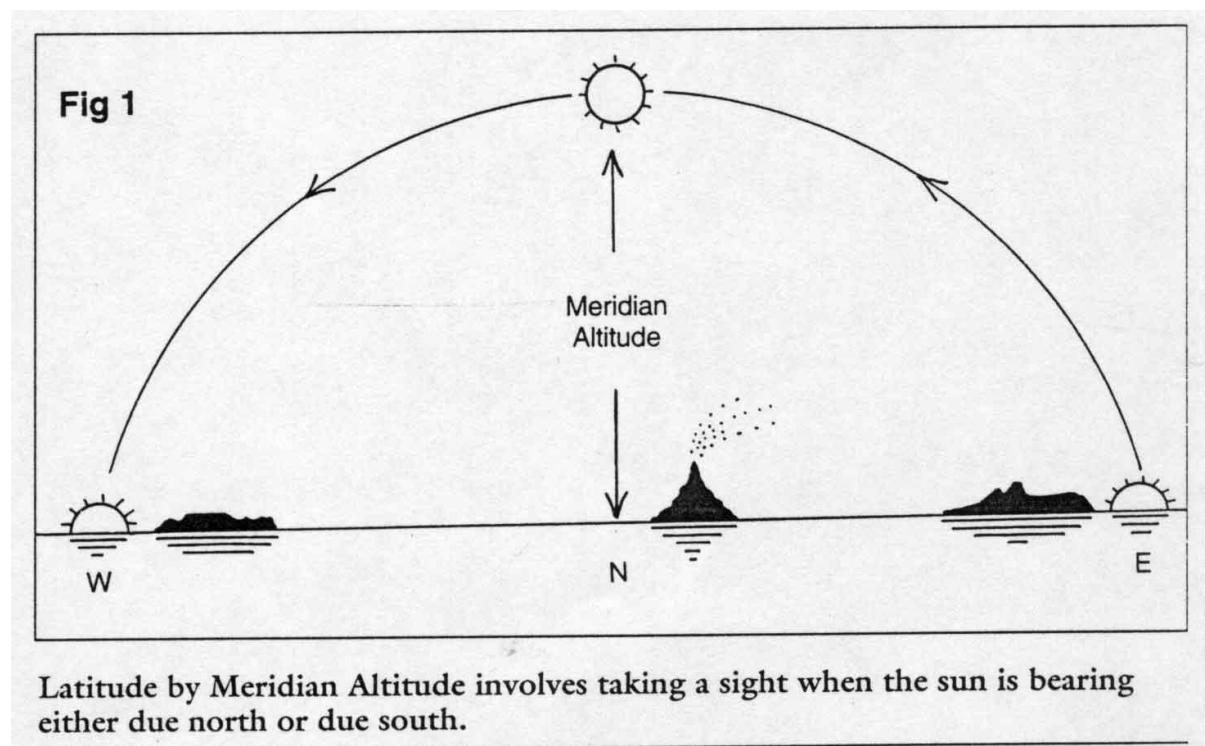 Fig 1
Meridian
Altitude
W
N
E
Latitude by Meridian Altitude involves taking a sight when the sun is bearing
either due north or due south.